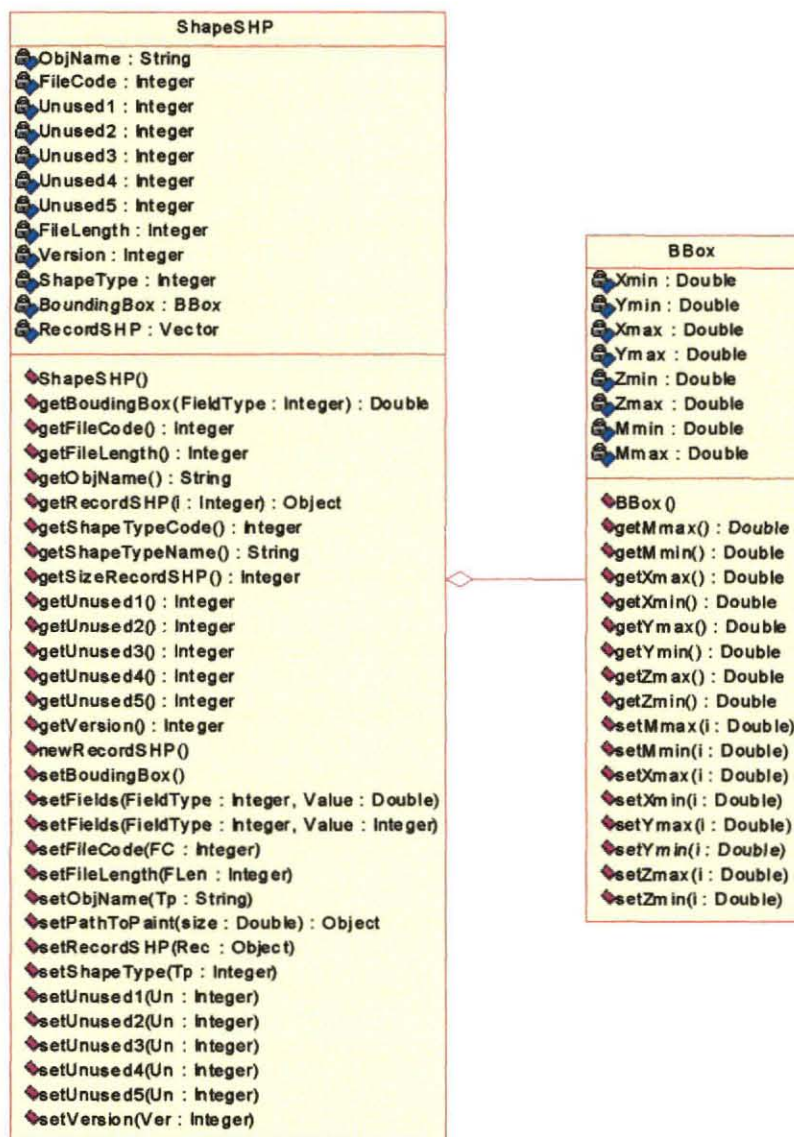 ShapeSHP
ObjName : String
FileCode : Integer
Unused1 : Integer
Unused2 : Integer
Unused3 : Integer
Unused4 : Integer
Unused5 : Integer
FileLength : Integer
Version : Integer
ShapeType : Integer
BoundingBox : BBox
RecordSHP : Vector
ShapeSHP()
getBoudingBox(FieldType : Integer) : Double
getFileCode() : Integer
getFileLength() : Integer
getObjName() : String
getRecordSHP(i : Integer) : Object
getShapeTypeCode() : Integer
getShapeTypeName() : String
getSizeRecordSHP() : Integer
getUnused1() : Integer
getUnused2() : Integer
getUnused3() : Integer
getUnused4() : Integer
getUnused5() : Integer
getVersion() : Integer
newRecordSHP()
setBoudingBox()
setFields(FieldType : Integer, Value : Double)
setFields(FieldType : Integer, Value : Integer)
setFileCode(FC : Integer)
setFileLength(FLen : Integer)
setObjName(Tp : String)
setPathToPaint(size : Double) : Object
setRecordSHP(Rec : Object)
setShapeType(Tp : Integer)
setUnused1(Un : Integer)
setUnused2(Un : Integer)
setUnused3(Un : Integer)
setUnused4(Un : Integer)
setUnused5(Un : Integer)
setVersion(Ver : Integer)
BBox
Xmin : Double
Ymin : Double
Xmax : Double
Ymax : Double
Zmin : Double
Zmax : Double
Mmin : Double
Mmax : Double
BBox()
getMmax() : Double
getMmin() : Double
getXmax() : Double
getXmin() : Double
getYmax() : Double
getYmin() : Double
getZmax() : Double
getZmin() : Double
setMmax(i : Double)
setMmin(i : Double)
setXmax(i : Double)
setXmin(i : Double)
setYmax(i : Double)
setYmin(i : Double)
setZmax(i : Double)
setZmin(i : Double)